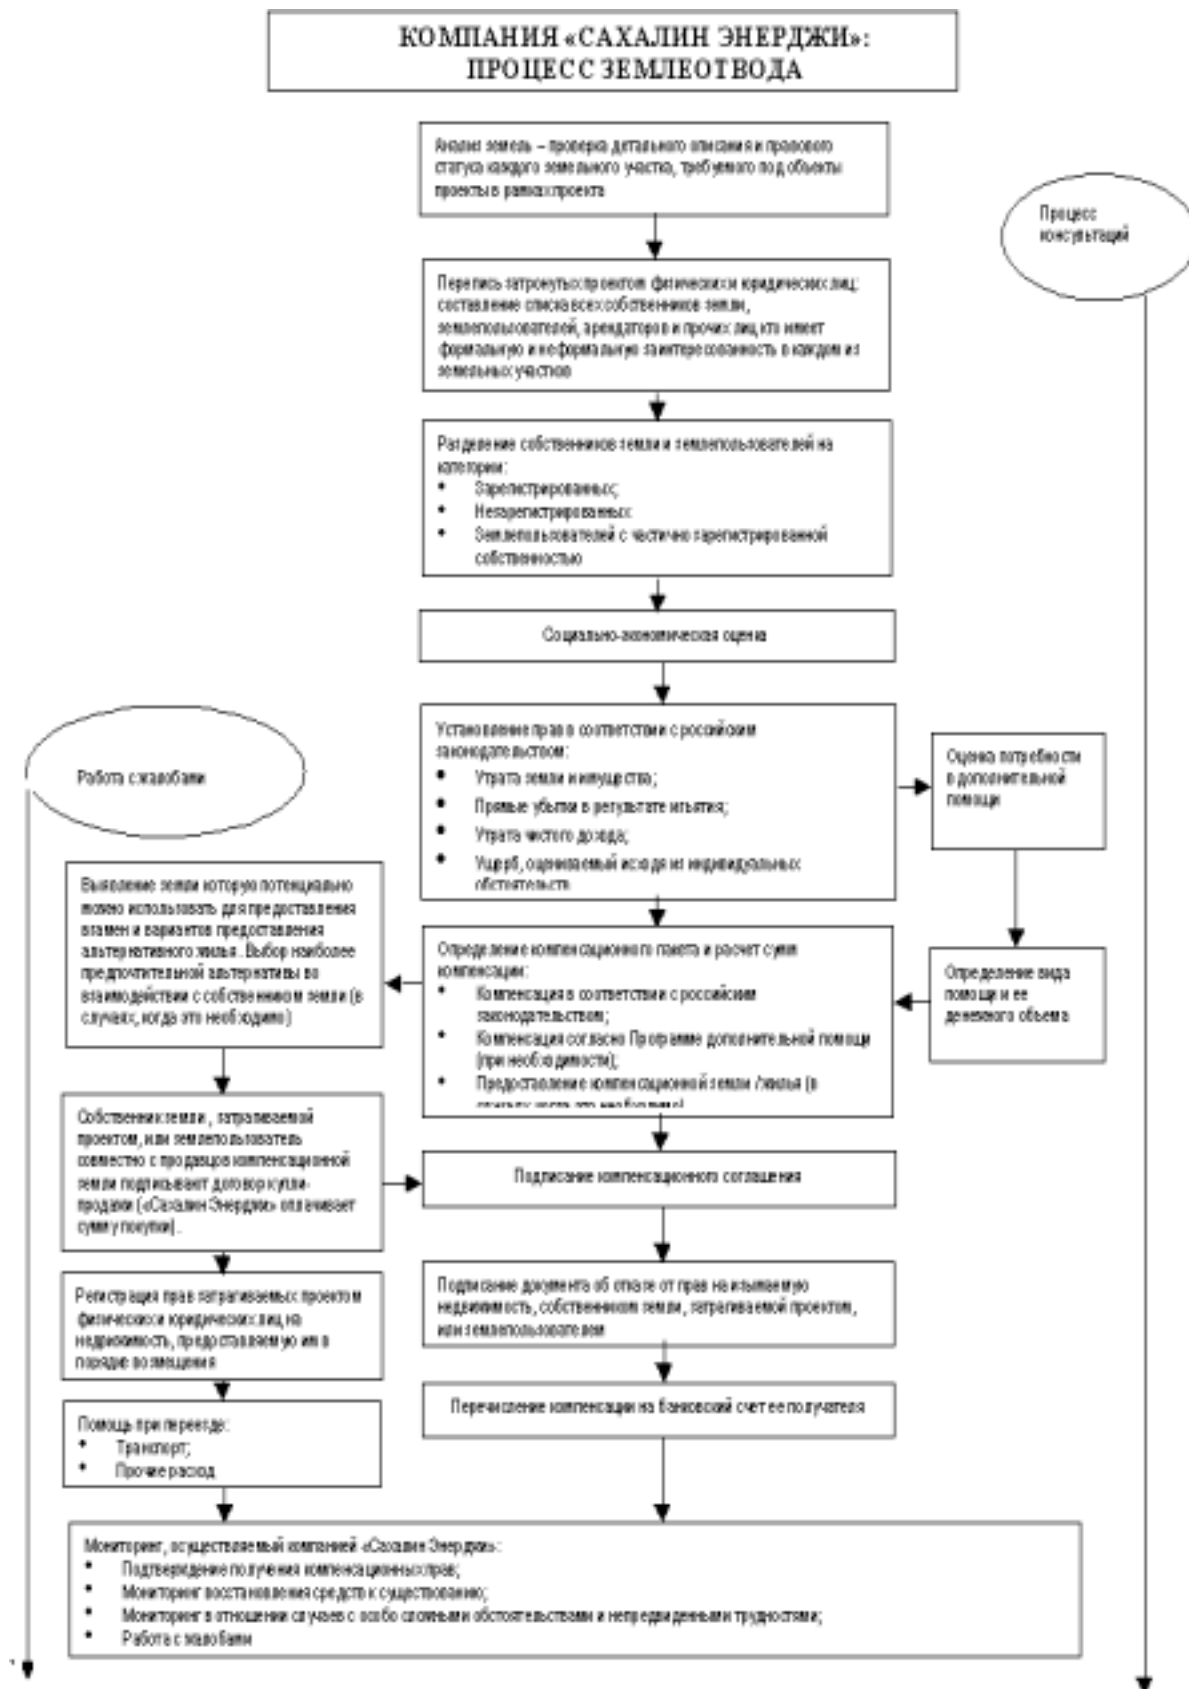 КОМПАНИЯ «САХАЛИН ЭНЕРДЖИ»:
ПРОЦЕСС ЗЕМЛЕОТВОДА
Анализ земель – проверка детального описания и правового
статуса каждого земельного участка, требуемого под объекты
проекты в рамках проекта
Процесс
консультаций
Перепись затронутых проектом физических и юридических лиц:
составление списка всех собственников земли,
землепользователей, арендаторов и прочих лиц кто имеет
формальную и неформальную заинтересованность в каждом из
земельных участков
Разделение собственников земли и землепользователей на
категории:
• Зарегистрированных;
• Незарегистрированных
• Землепользователей с частично зарегистрированной
собственностью
Социально-экономическая оценка
Установление прав в соответствии с российским
законодательством:
• Утрата земли и имущества;
• Прямые убытки в результате изъятия;
• Утрата чистого дохода;
• Ущерб, оцениваемый исходя из индивидуальных
обстоятельств
Оценка потребности
в дополнительной
помощи
Работа с жалобами
Выявление земли которую потенциально
можно использовать для предоставления
взамен и вариантов предоставления
альтернативного жилья. Выбор наиболее
предпочтительной альтернативы во
взаимодействии с собственником земли (в
случаях, когда это необходимо)
Определение компенсационного пакета и расчет сумм
компенсации:
• Компенсация в соответствии с российским
законодательством;
• Компенсация согласно Программе дополнительной помощи
(при необходимости);
• Предоставление компенсационной земли /жилья (в
случаях, когда это необходимо)
Определение вида
помощи и ее
денежного объема
Собственник земли , затрагиваемой
проектом, или землепользователь
совместно с продавцов компенсационной
земли подписывают договор купли-
продажи («Сахалин Энерджи» оплачивает
сумму покупки).
Подписание компенсационного соглашения
Подписание документа об отказе от прав на изымаемую
недвижимость, собственником земли, затрагиваемой проектом,
или землепользователем
Регистрация прав затрагиваемых проектом
физических и юридических лиц на
недвижимость, предоставляемую им в
порядке возмещения
Перечисление компенсации на банковский счет ее получателя
Помощь при переезде:
• Транспорт;
• Прочие расход
Мониторинг, осуществляемый компанией «Сахалин Энерджи»:
• Подтверждение получения компенсационных прав;
• Мониторинг восстановления средств к существованию;
• Мониторинг в отношении случаев с особо сложными обстоятельствами и непредвиденными трудностями;
• Работа с жалобами